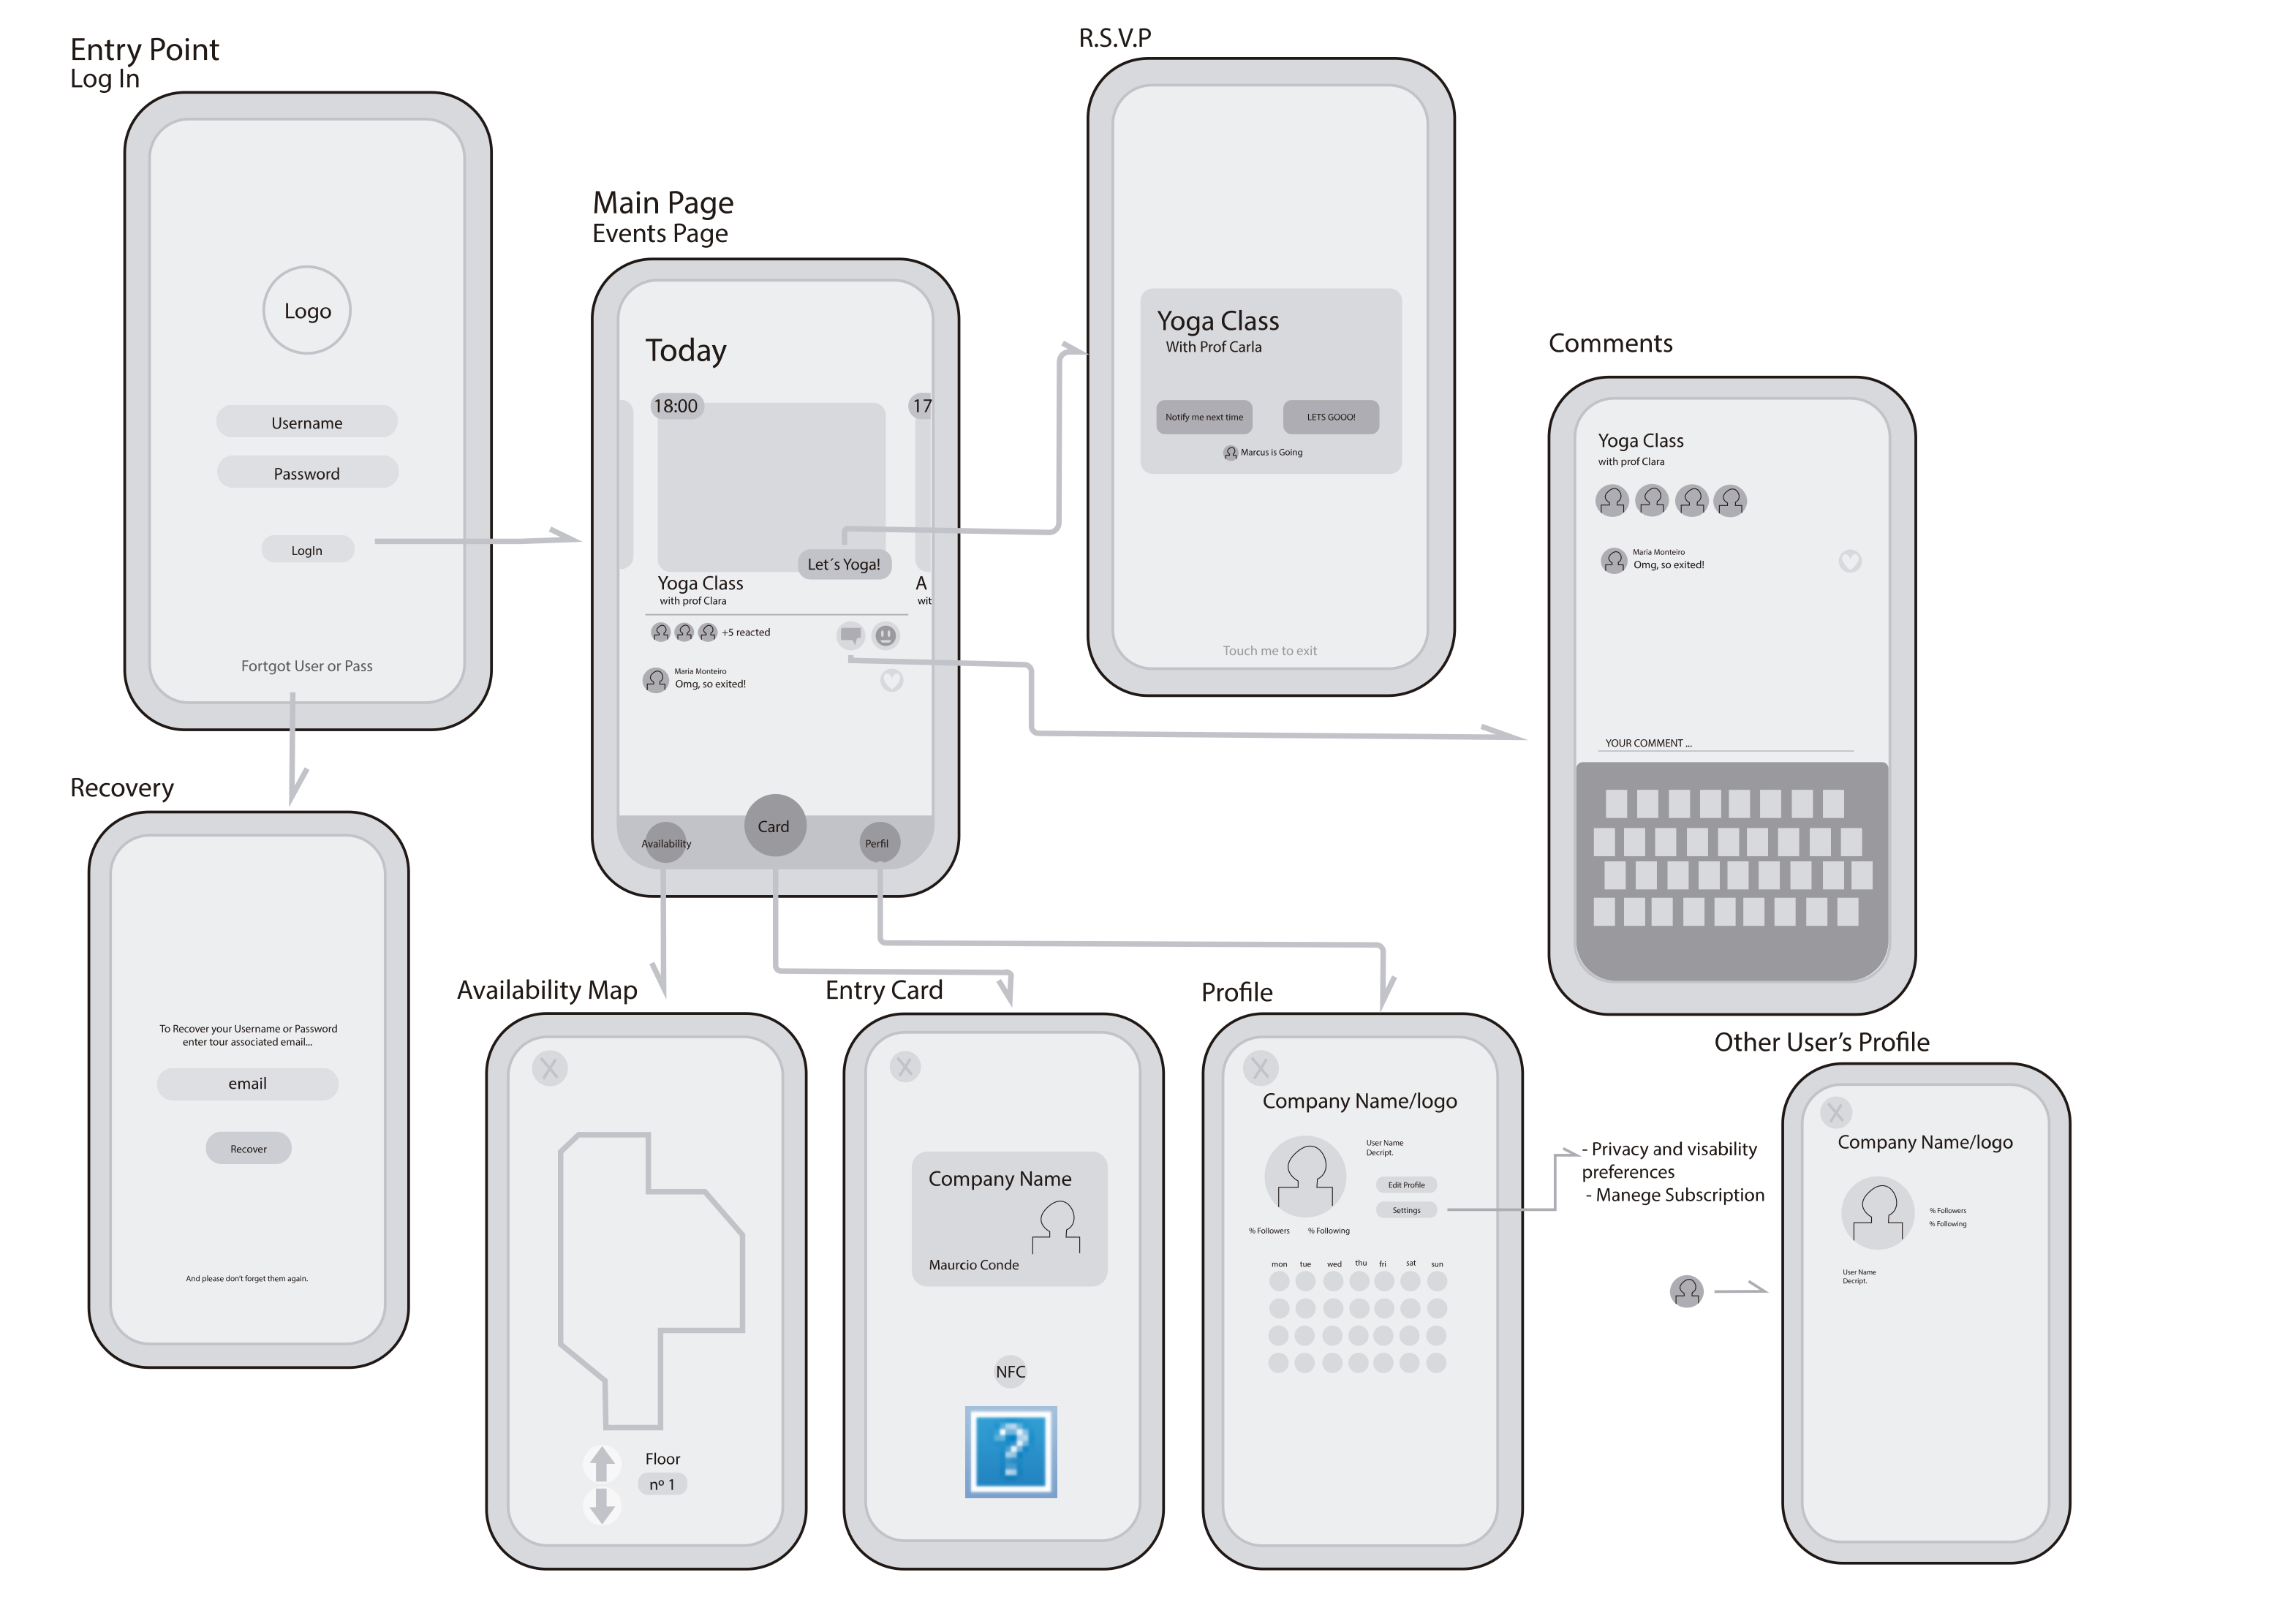 Entry Point
Log In
Logo
Username
Password
LogIn
Fortgot User or Pass
Recovery
To Recover your Username or Password
enter tour associated email...
email
Recover
And please don't forget them again.
Main Page
Events Page
Today
18:00
17
Let´s Yoga!
Yoga Class
with prof Clara
A
wit
+5 reacted
Maria Monteiro
Omg, so exited!
Availability
Card
Perfil
R.S.V.P
Yoga Class
With Prof Carla
Notify me next time
LETS GOOO!
Marcus is Going
Touch me to exit
Comments
Yoga Class
with prof Clara
Maria Monteiro
Omg, so exited!
YOUR COMMENT ...
Availability Map
X
Floor
nº 1
Entry Card
X
Company Name
Maurcio Conde
NFC
?
Profile
X
Company Name/logo
User Name
Decript.
Edit Profile
Settings
% Followers % Following
mon tue wed thu fri sat sun
- Privacy and visability
preferences
- Manege Subscription
Other User’s Profile
X
Company Name/logo
% Followers
% Following
User Name
Decript.